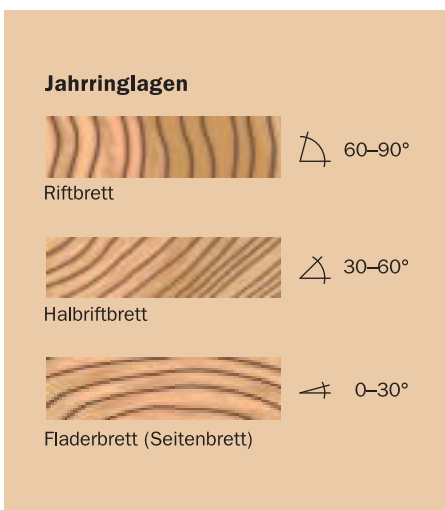 Jahrringlagen
60–90°
Riftbrett
30–60°
Halbriftbrett
0–30°
Fladerbrett (Seitenbrett)